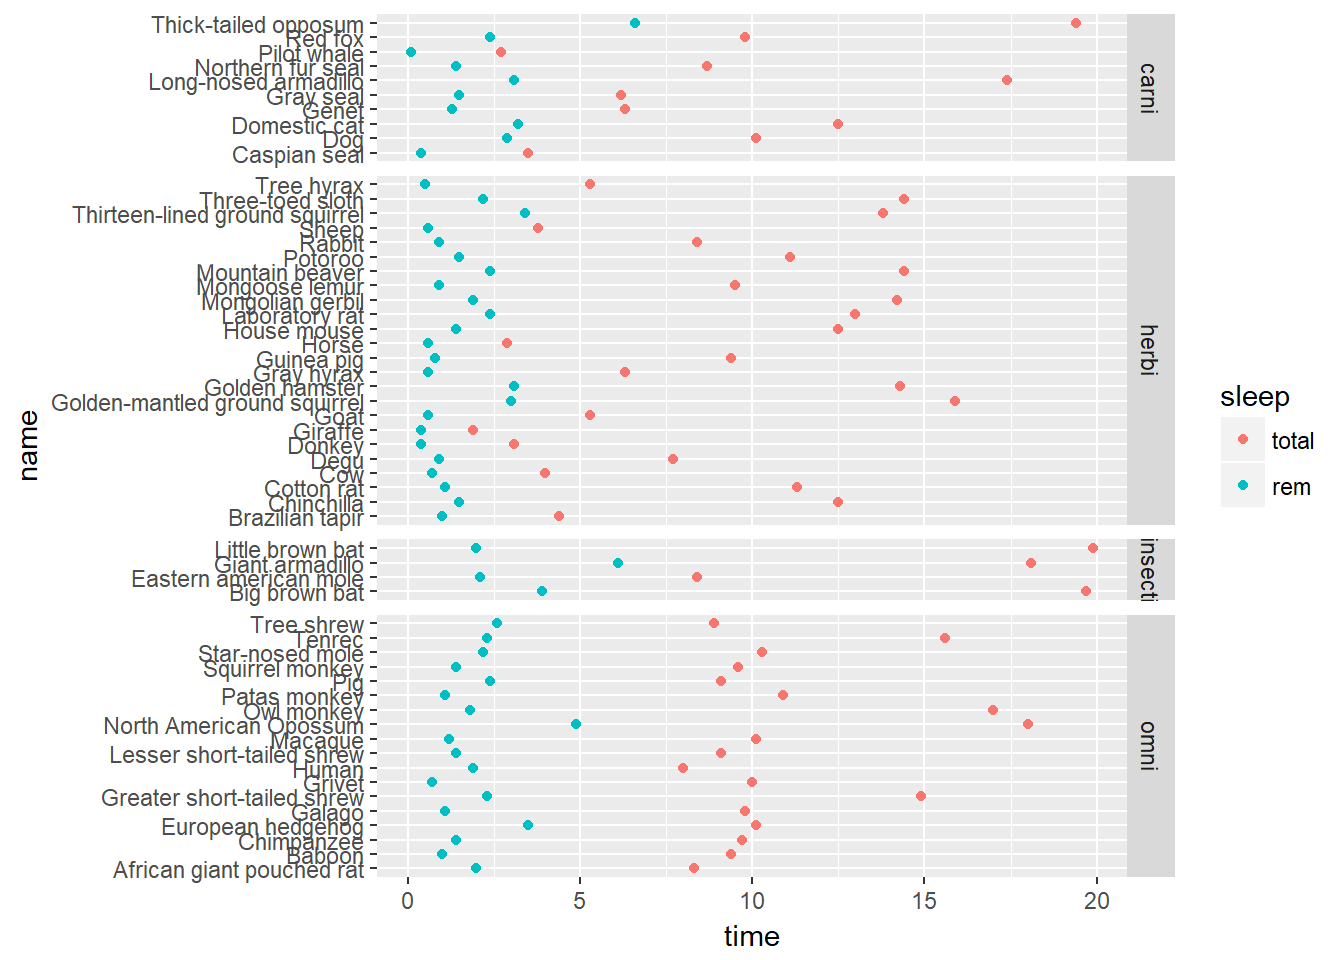 Thick-tailed opposum
Red fox
Pilot whale
Northern fur seal
Long-nosed armadillo
Gray seal
Genet
Domestic cat
Dog
Caspian seal
carni
Tree hyrax
Three-toed sloth
Thirteen-lined ground squirrel
Sheep
Rabbit
Potoroo
Mountain beaver
Mongoose lemur
Mongolian gerbil
Laboratory rat
House mouse
Horse
Guinea pig
Gray hyrax
Golden hamster
Golden-mantled ground squirrel
Goat
Giraffe
Donkey
Degu
Cow
Cotton rat
Chinchilla
Brazilian tapir
herbi
Little brown bat
Giant armadillo
Eastern american mole
Big brown bat
insecti
Tree shrew
Tenrec
Star-nosed mole
Squirrel monkey
Pig
Patas monkey
Owl monkey
North American Opossum
Macaque
Lesser short-tailed shrew
Human
Grivet
Greater short-tailed shrew
Galago
European hedgehog
Chimpanzee
Baboon
African giant pouched rat
omni
name
0 5 10 15 20
time
sleep
total
rem